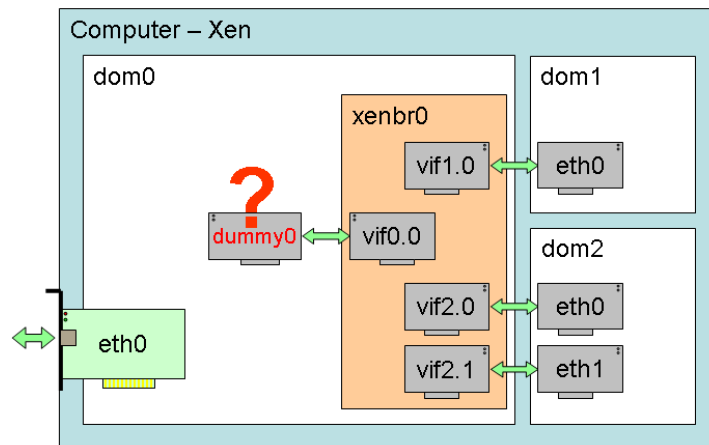 Computer – Xen
dom0
dom1
xenbr0
vif1.0
eth0
?
dummy0
vif0.0
dom2
vif2.0
eth0
eth0
vif2.1
eth1